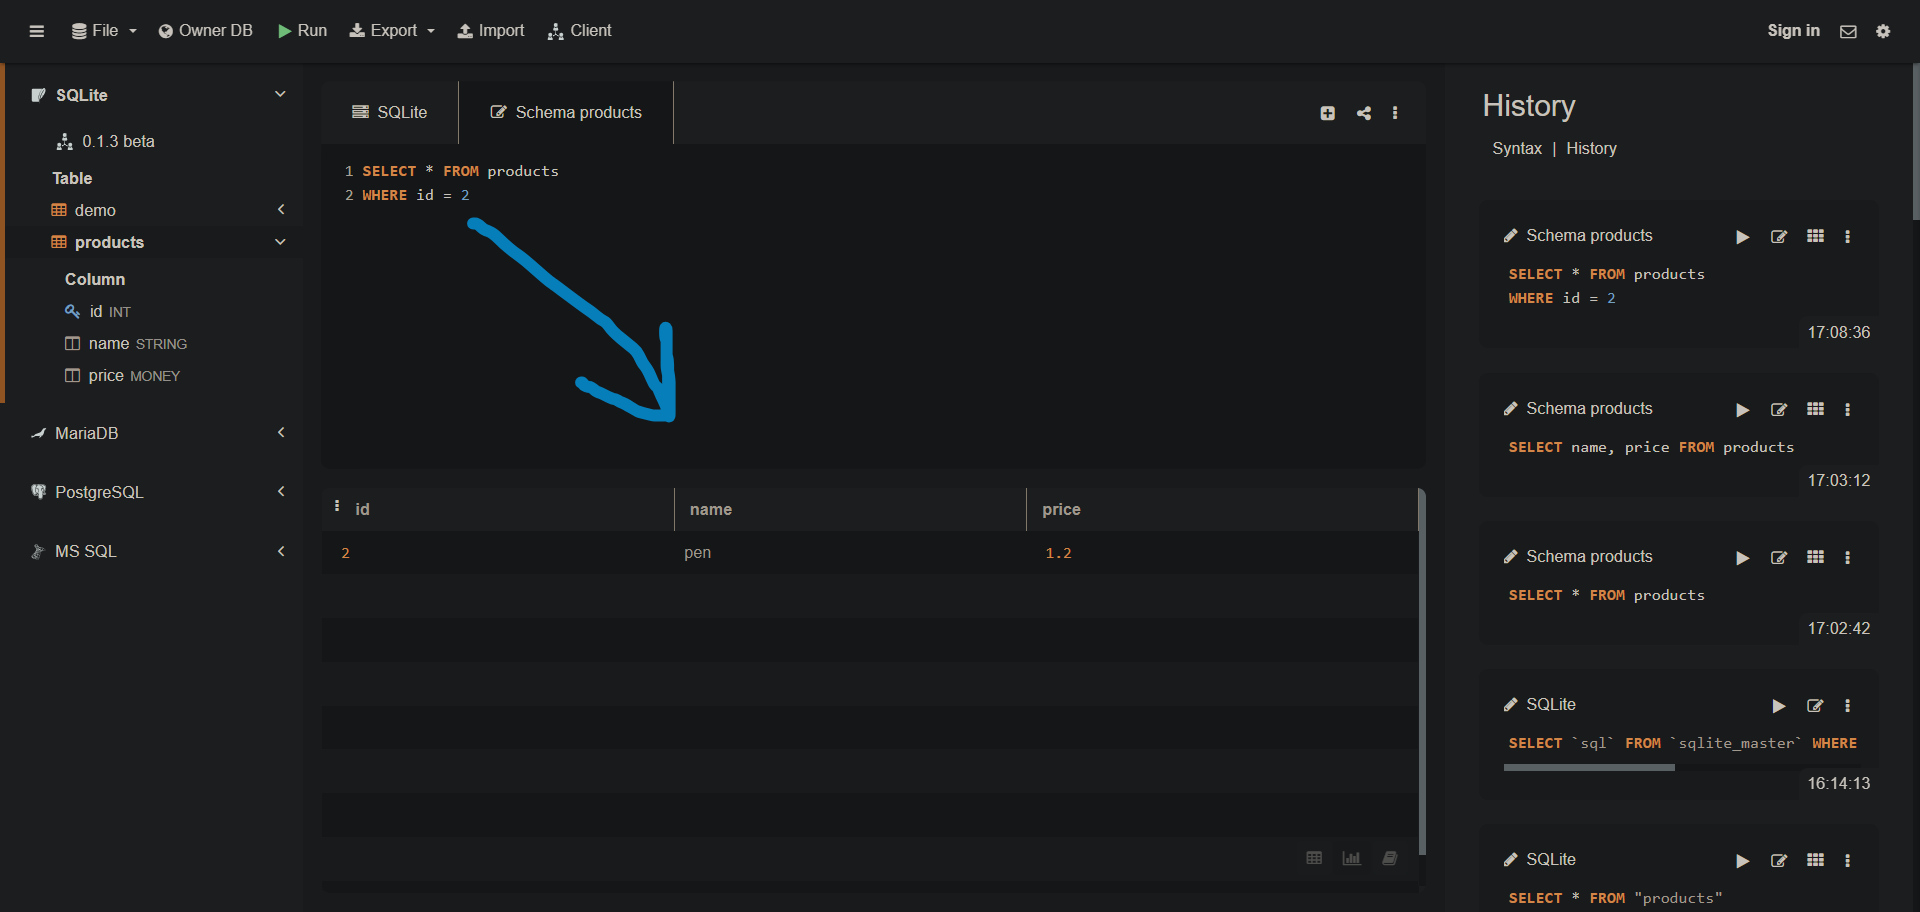 File Owner DB Run Export Import Client Sign in
SQLite
0.1.3 beta
Table
demo
products
Column
id INT
name STRING
price MONEY
MariaDB
PostgreSQL
MS SQL
SQLite Schema products
1 SELECT * FROM products
2 WHERE id = 2
id name price
2 pen 1.2
History
Syntax | History
Schema products
SELECT * FROM products
WHERE id = 2
17:08:36
Schema products
SELECT name, price FROM products
17:03:12
Schema products
SELECT * FROM products
17:02:42
SQLite
SELECT `sql` FROM `sqlite_master` WHERE
16:14:13
SQLite
SELECT * FROM "products"